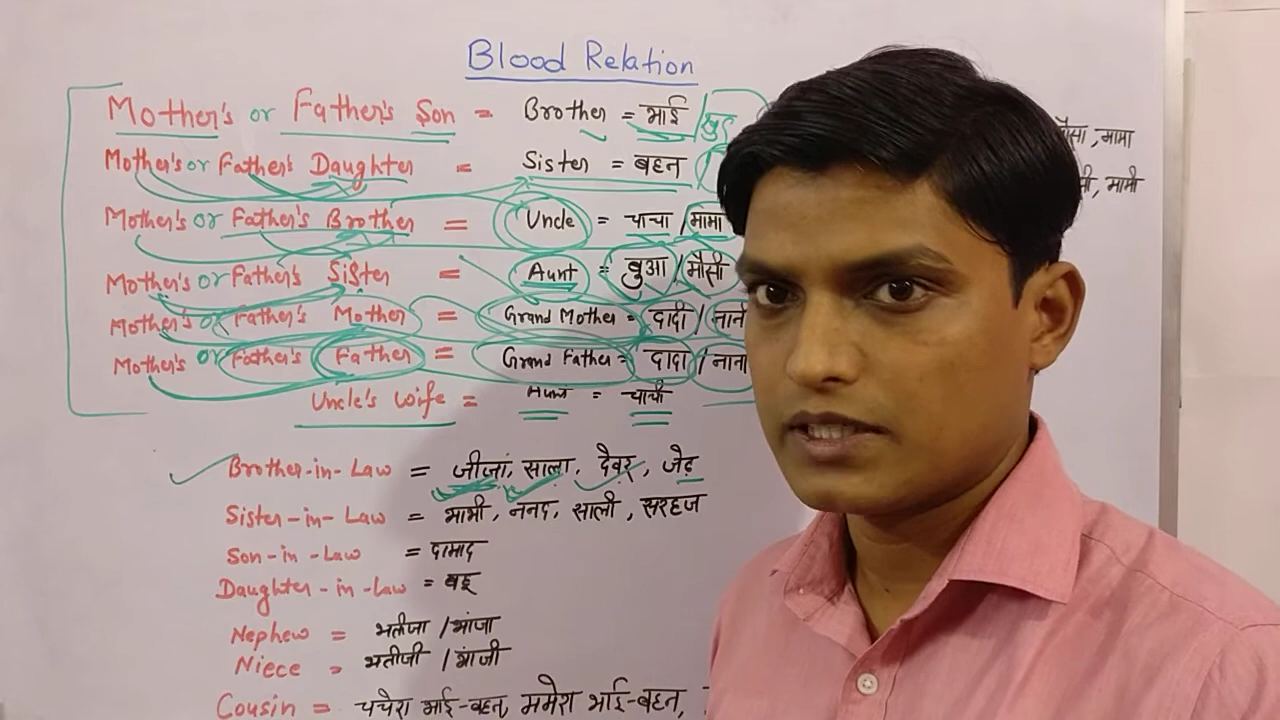 Blood Relation
Mother's or Father's Son = Brother = भाई / खुद
Mother's or Father's Daughter = Sister = बहन
Mother's or Father's Brother = Uncle = चाचा / मामा
Mother's or Father's Sister = Aunt = बुआ / मौसी
Mother's or Father's Mother = Grand Mother = दादी /
Mother's or Father's Father = Grand Father = दादा / नाना
Uncle's wife = Aunt = चाची
Brother-in-Law = जीजा, साला, देवर, जेठ
Sister-in-Law = भाभी, ननद, साली, सरहज
Son-in-Law = दामाद
Daughter-in-Law = बहू
Nephew = भतीजा / भांजा
Niece = भतीजी / भांजी
Cousin = चचेरा भाई-बहन, ममेरा भाई-बहन,
मामा
मामी